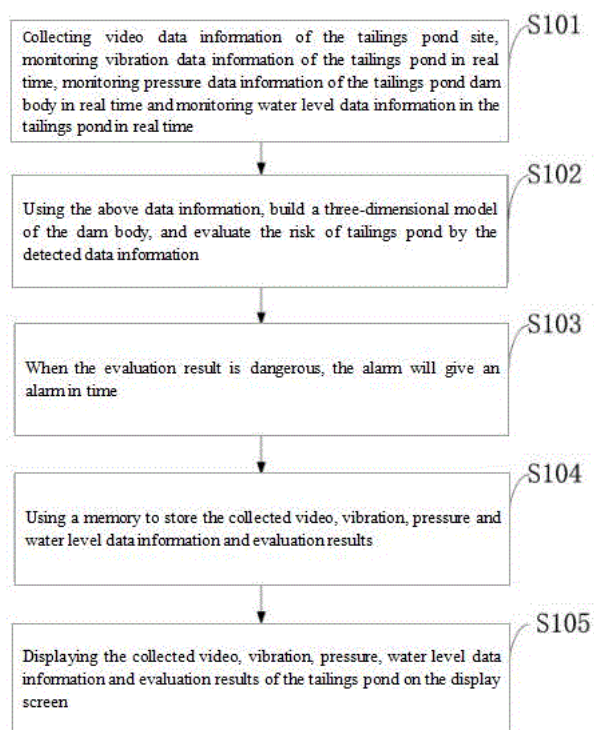 S101
Collecting video data information of the tailings pond site,
monitoring vibration data information of the tailings pond in real
time, monitoring pressure data information of the tailings pond dam
body in real time and monitoring water level data information in the
tailings pond in real time
S102
Using the above data information, build a three-dimensional model
of the dam body, and evaluate the risk of tailings pond by the
detected data information
S103
When the evaluation result is dangerous, the alarm will give an
alarm in time
S104
Using a memory to store the collected video, vibration, pressure and
water level data information and evaluation results
S105
Displaying the collected video, vibration, pressure, water level data
information and evaluation results of the tailings pond on the display
screen